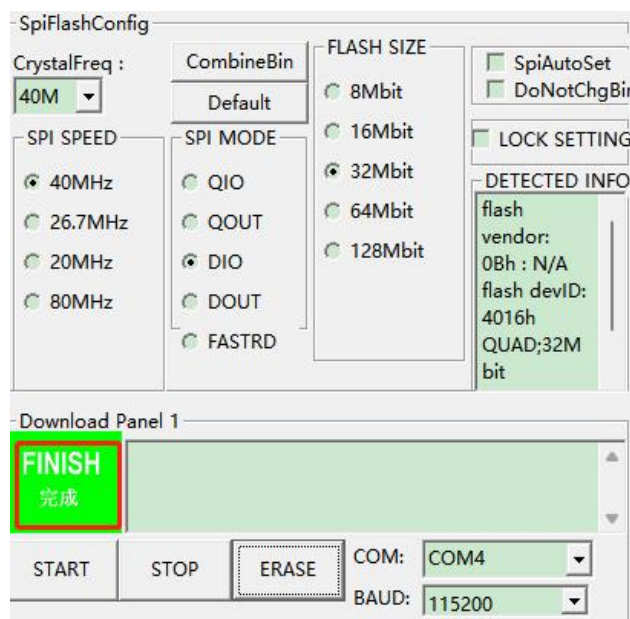 SpiFlashConfig
CrystalFreq :
40M
CombineBin
Default
SPI SPEED
40MHz
26.7MHz
20MHz
80MHz
SPI MODE
QIO
QOUT
DIO
DOUT
FASTRD
FLASH SIZE
8Mbit
16Mbit
32Mbit
64Mbit
128Mbit
SpiAutoSet
DoNotChgBi
LOCK SETTING
DETECTED INFO
flash
vendor:
0Bh : N/A
flash devID:
4016h
QUAD;32M
bit
Download Panel 1
FINISH
完成
START
STOP
ERASE
COM:
COM4
BAUD:
115200